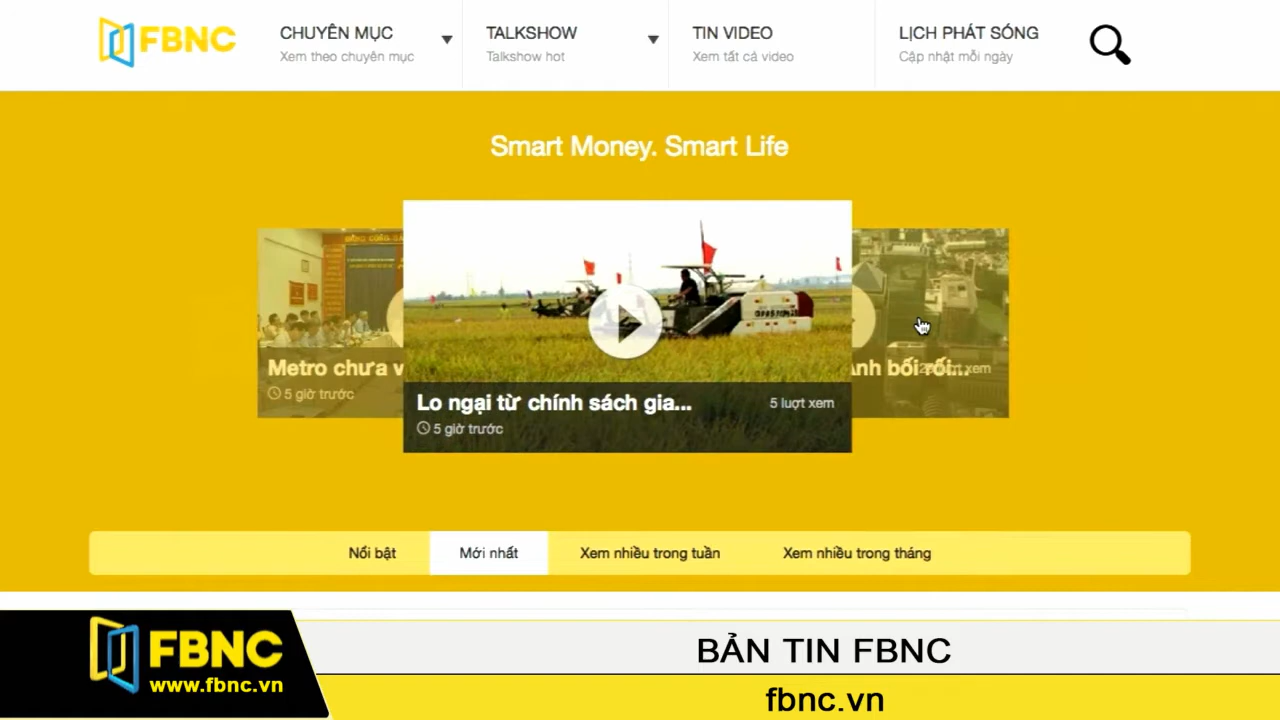 FBNC
CHUYÊN MỤC
Xem theo chuyên mục
TALKSHOW
Talkshow hot
TIN VIDEO
Xem tất cả video
LỊCH PHÁT SÓNG
Cập nhật mỗi ngày
Smart Money. Smart Life
Metro chưa v
5 giờ trước
Lo ngại từ chính sách gia...
5 lượt xem
5 giờ trước
bối rối...
xem
Nổi bật
Mới nhất
Xem nhiều trong tuần
Xem nhiều trong tháng
FBNC
www.fbnc.vn
BẢN TIN FBNC
fbnc.vn